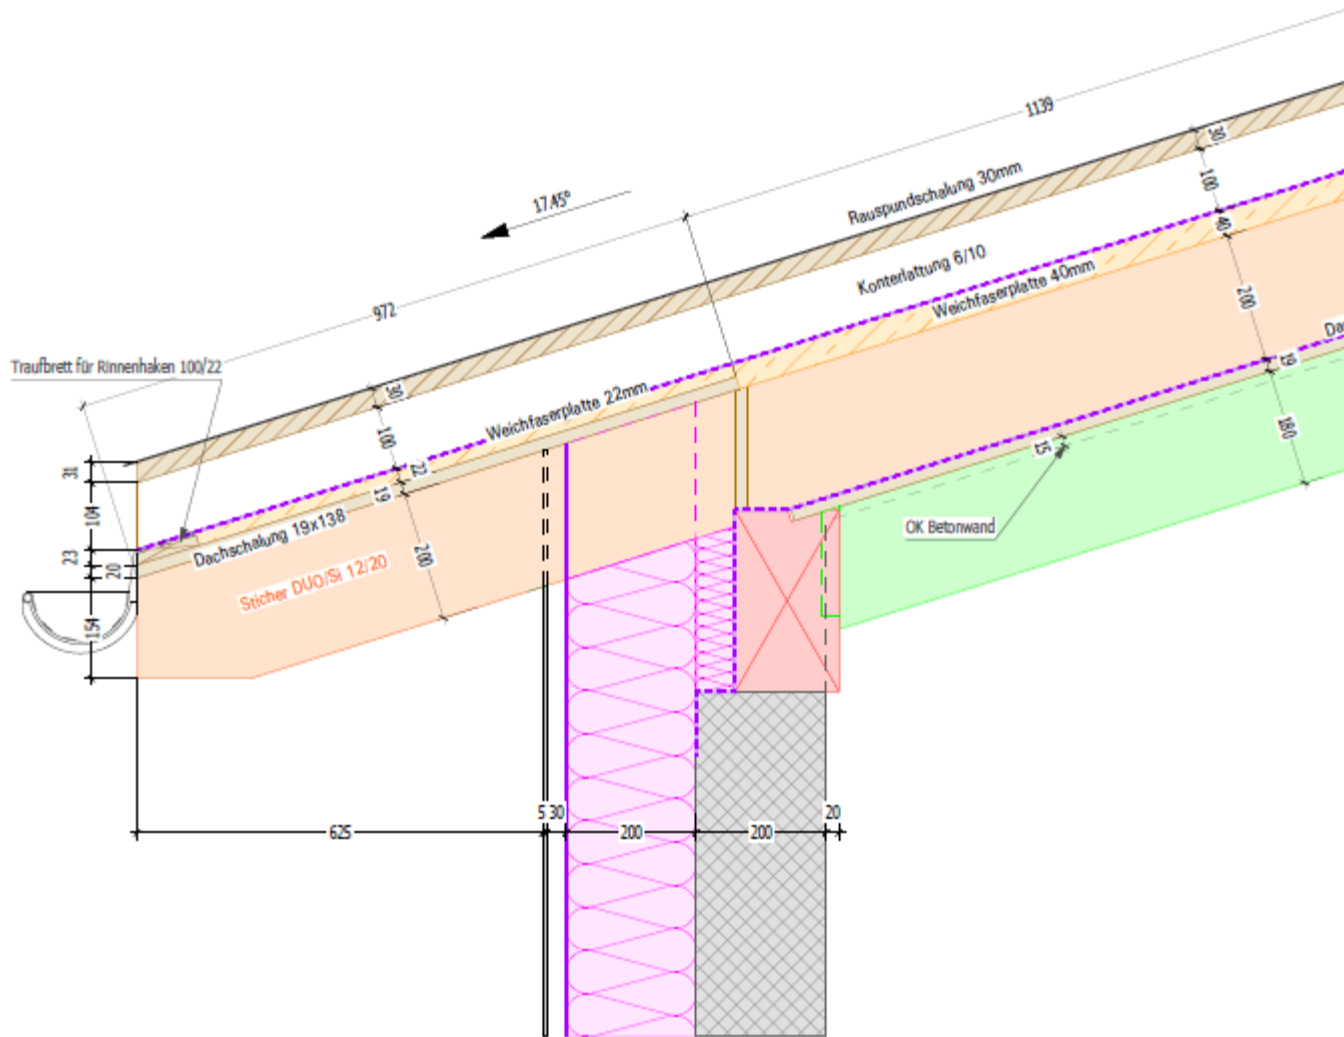 1139
30
100
40
Rauspundschalung 30mm
17.45°
Konterlattung 6/10
Weichfaserplatte 40mm
200
972
Da
19
Traufbrett für Rinnenhaken 100/22
30
100
22
19
Weichfaserplatte 22mm
180
15
OK Betonwand
31
104
23
20
154
Dachschalung 19x138
200
Sticher DUO/Si 12/20
625
5
30
200
200
20